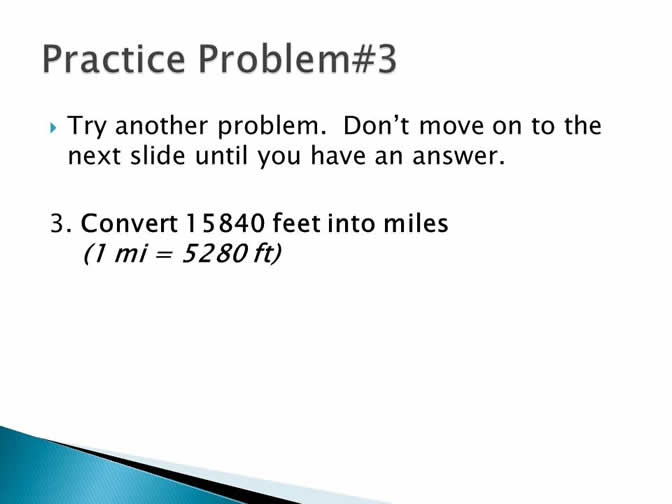 Practice Problem#3
Try another problem.  Don't move on to the
next slide until you have an answer.
3. Convert 15840 feet into miles
(1 mi = 5280 ft)